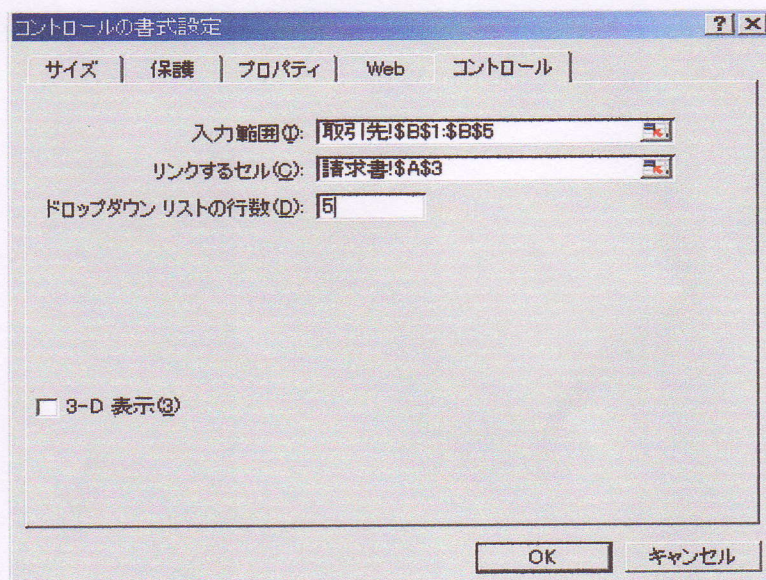 コントロールの書式設定
サイズ 保護 プロパティ Web コントロール
入力範囲(I): 取引先!$B$1:$B$5
リンクするセル(C): 請求書!$A$3
ドロップダウン リストの行数(D): 5
3-D 表示(3)
OK キャンセル